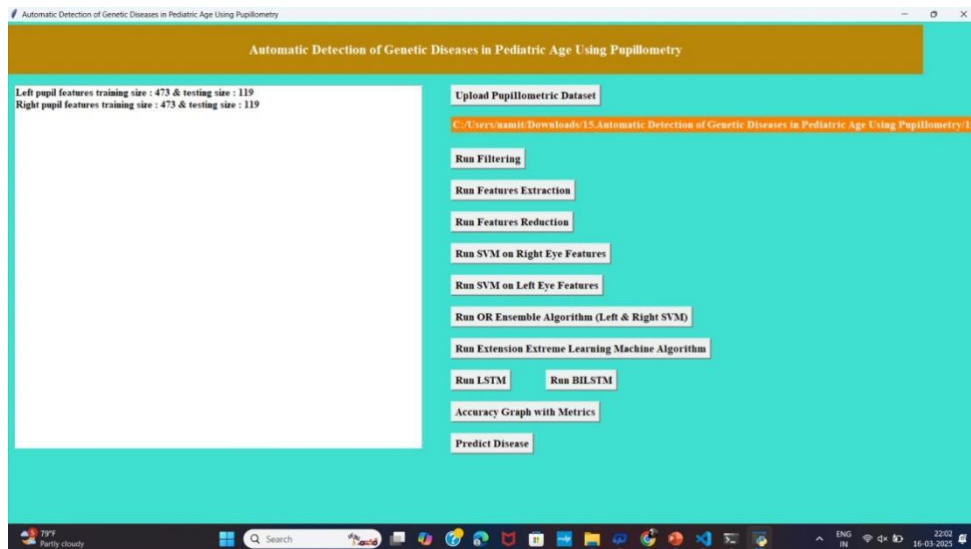 Automatic Detection of Genetic Diseases in Pediatric Age Using Pupillometry
Automatic Detection of Genetic Diseases in Pediatric Age Using Pupillometry
Left pupil features training size : 473 & testing size : 119
Right pupil features training size : 473 & testing size : 119
Upload Pupillometric Dataset
C:/Users/namit/Downloads/15.Automatic Detection of Genetic Diseases in Pediatric Age Using Pupillometry/1
Run Filtering
Run Features Extraction
Run Features Reduction
Run SVM on Right Eye Features
Run SVM on Left Eye Features
Run OR Ensemble Algorithm (Left & Right SVM)
Run Extension Extreme Learning Machine Algorithm
Run LSTM Run BILSTM
Accuracy Graph with Metrics
Predict Disease
79°F
Partly cloudy
Search
ENG
IN
22:02
16-03-2025